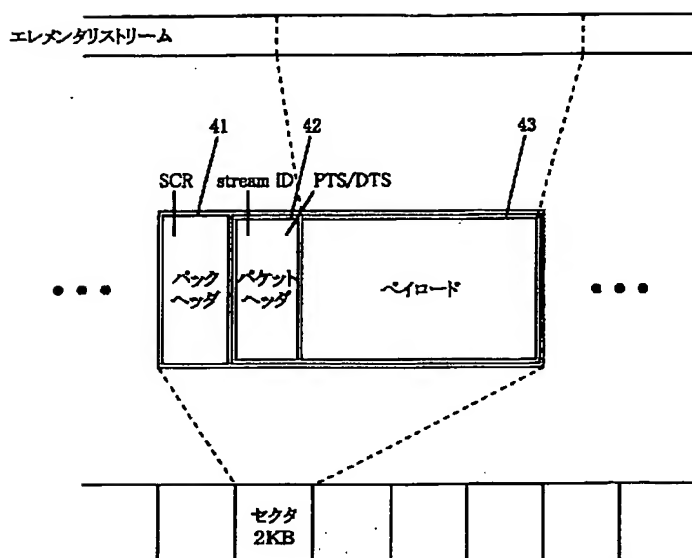 エレメンタリストリーム
41 42 43
SCR stream ID PTS/DTS
パック パケット
ヘッダ ヘッダ ペイロード
セクタ
2KB